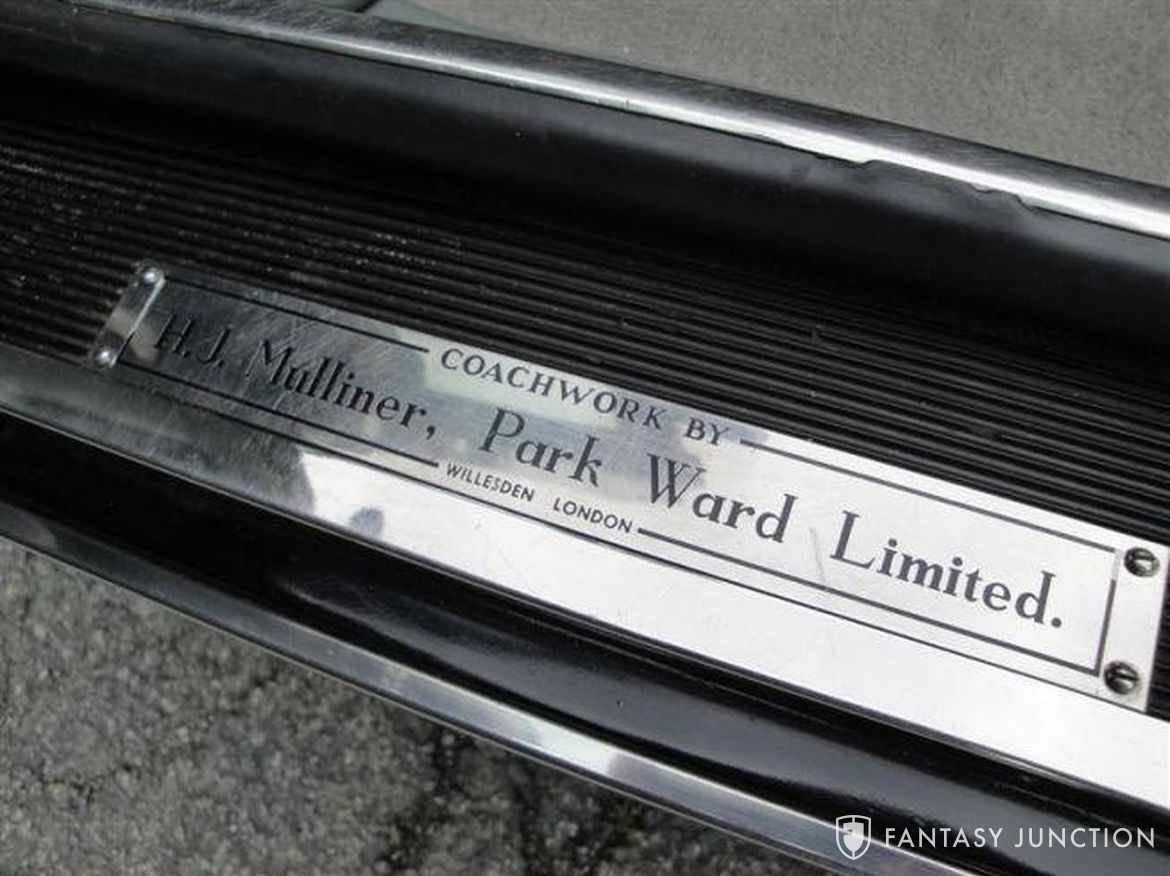 COACHWORK BY
H. J. Mulliner, Park Ward Limited.
WILLESDEN LONDON
FANTASY JUNCTION